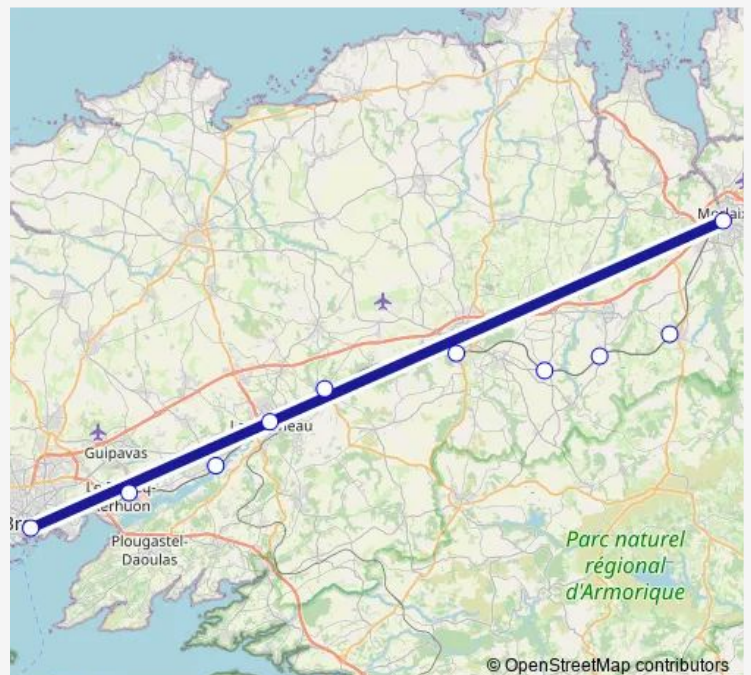 Guipavas
Plougastel-
Daoulas
Parc naturel
régional
d'Armorique
© OpenStreetMap contributors